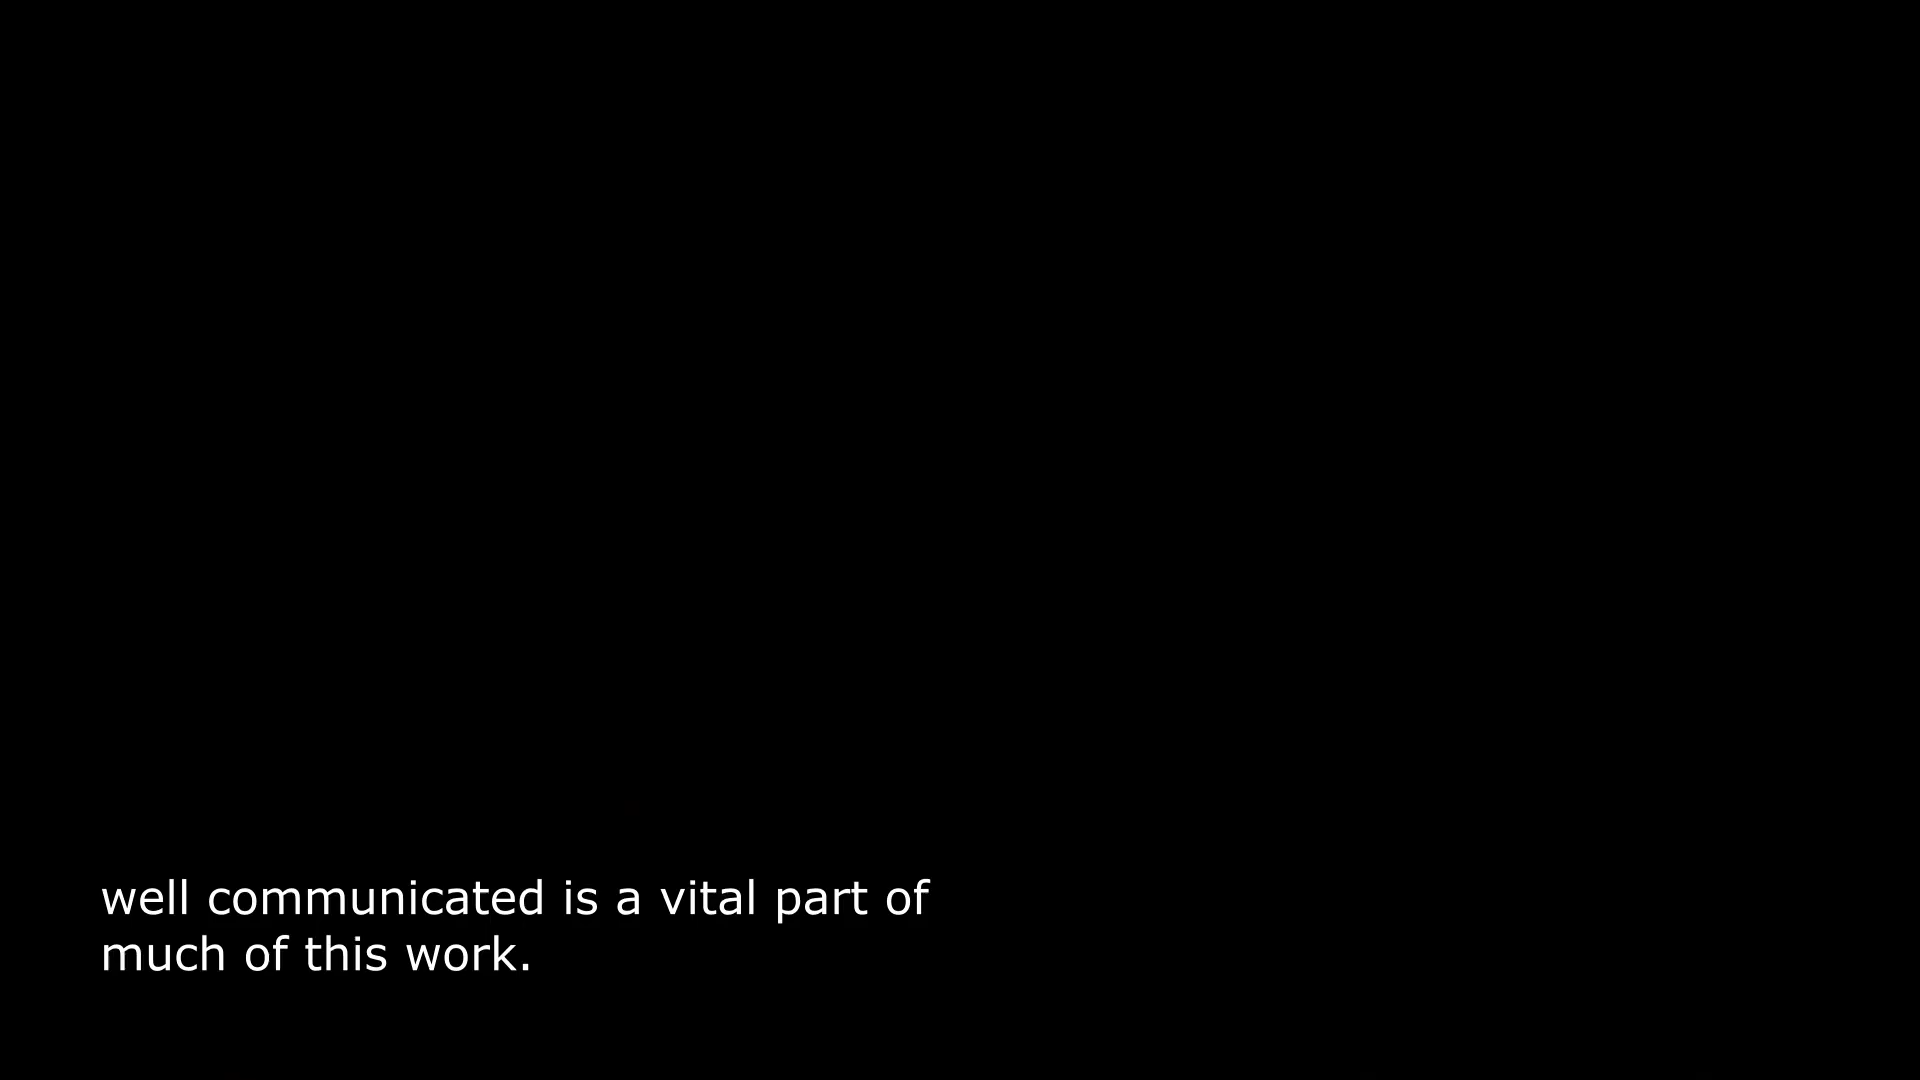 well communicated is a vital part of
much of this work.